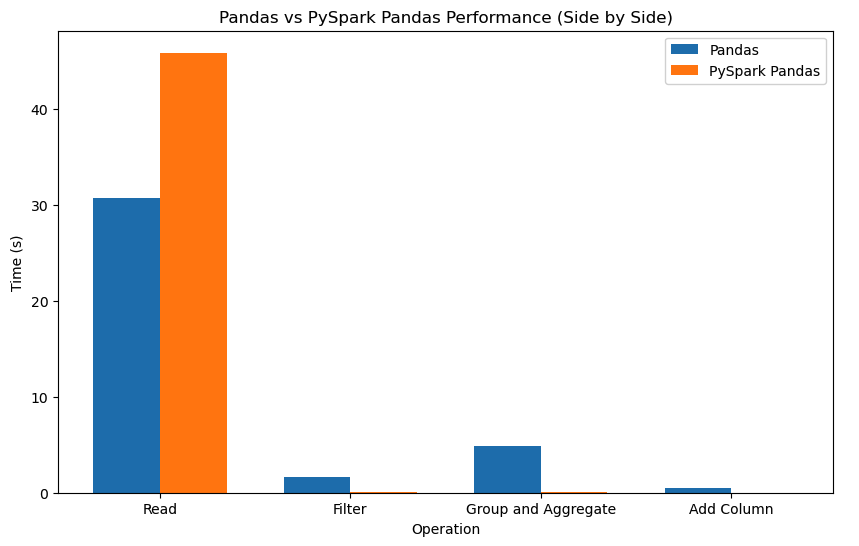 Pandas vs PySpark Pandas Performance (Side by Side)
Pandas
PySpark Pandas
Time (s)
40
30
20
10
0
Read
Filter
Group and Aggregate
Add Column
Operation